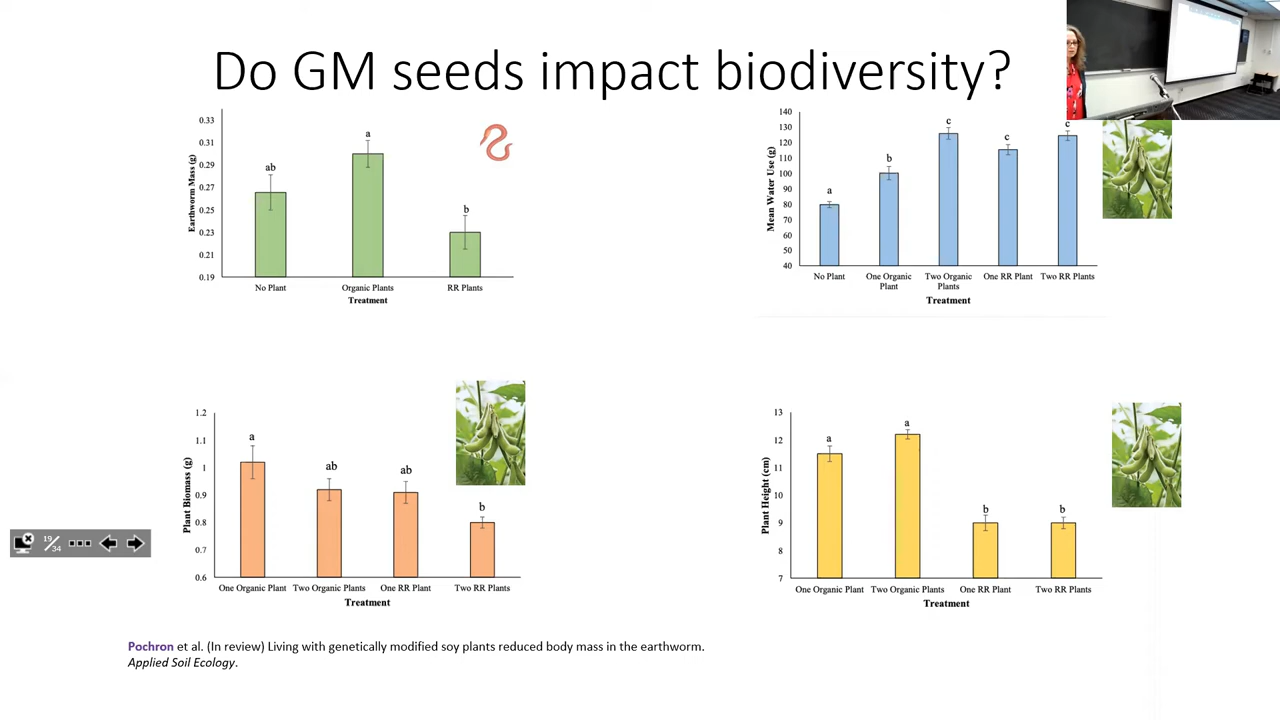 Do GM seeds impact biodiversity?
0.33
0.31
0.29
0.27
0.25
0.23
0.21
0.19
Earthworm Mass (g)
ab
a
b
No Plant
Organic Plants
RR Plants
Treatment
140
130
120
110
100
90
80
70
60
50
40
Mean Water Use (g)
a
b
c
c
c
No Plant
One Organic
Plant
Two Organic
Plants
One RR Plant
Two RR Plants
Treatment
1.2
1.1
1
0.9
0.8
0.7
0.6
Plant Biomass (g)
a
ab
ab
b
One Organic Plant
Two Organic Plants
One RR Plant
Two RR Plants
Treatment
13
12
11
10
9
8
7
Plant Height (cm)
a
a
b
b
One Organic Plant
Two Organic Plants
One RR Plant
Two RR Plants
Treatment
19/34
Pochron et al. (In review) Living with genetically modified soy plants reduced body mass in the earthworm.
Applied Soil Ecology.